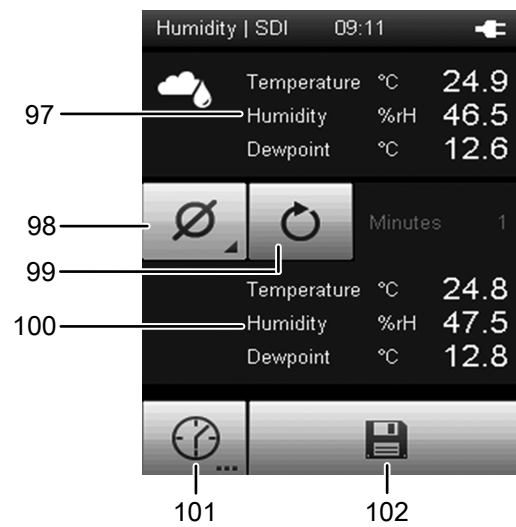 Humidity | SDI 09:11
Temperature °C 24.9
97 Humidity %rH 46.5
Dewpoint °C 12.6
98 Ø Minutes 1
99
Temperature °C 24.8
100 Humidity %rH 47.5
Dewpoint °C 12.8
...
101 102